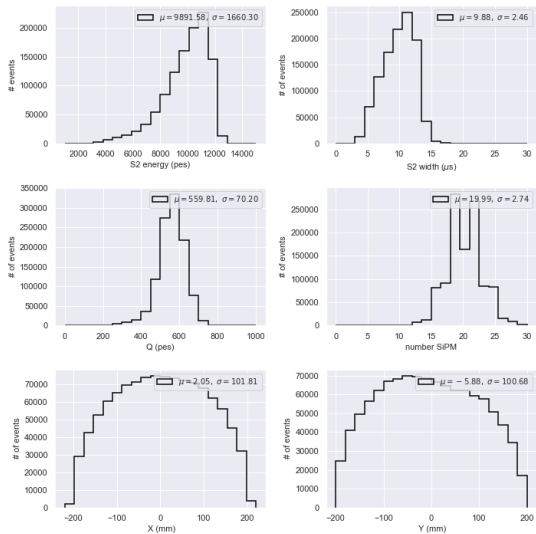 μ = 9891.58, σ = 1660.30
200000
150000
100000
50000
0
# of events
2000 4000 6000 8000 10000 12000 14000
S2 energy (pes)
μ = 9.88, σ = 2.46
250000
200000
150000
100000
50000
0
# of events
0 5 10 15 20 25 30
S2 width (μs)
μ = 559.81, σ = 70.20
350000
300000
250000
200000
150000
100000
50000
0
# of events
0 200 400 600 800 1000
Q (pes)
μ = 19.99, σ = 2.74
250000
200000
150000
100000
50000
0
# of events
0 5 10 15 20 25 30
number SiPM
μ = 2.05, σ = 101.81
70000
60000
50000
40000
30000
20000
10000
0
# of events
−200 −100 0 100 200
X (mm)
μ = −5.88, σ = 100.68
70000
60000
50000
40000
30000
20000
10000
0
# of events
−200 −100 0 100 200
Y (mm)